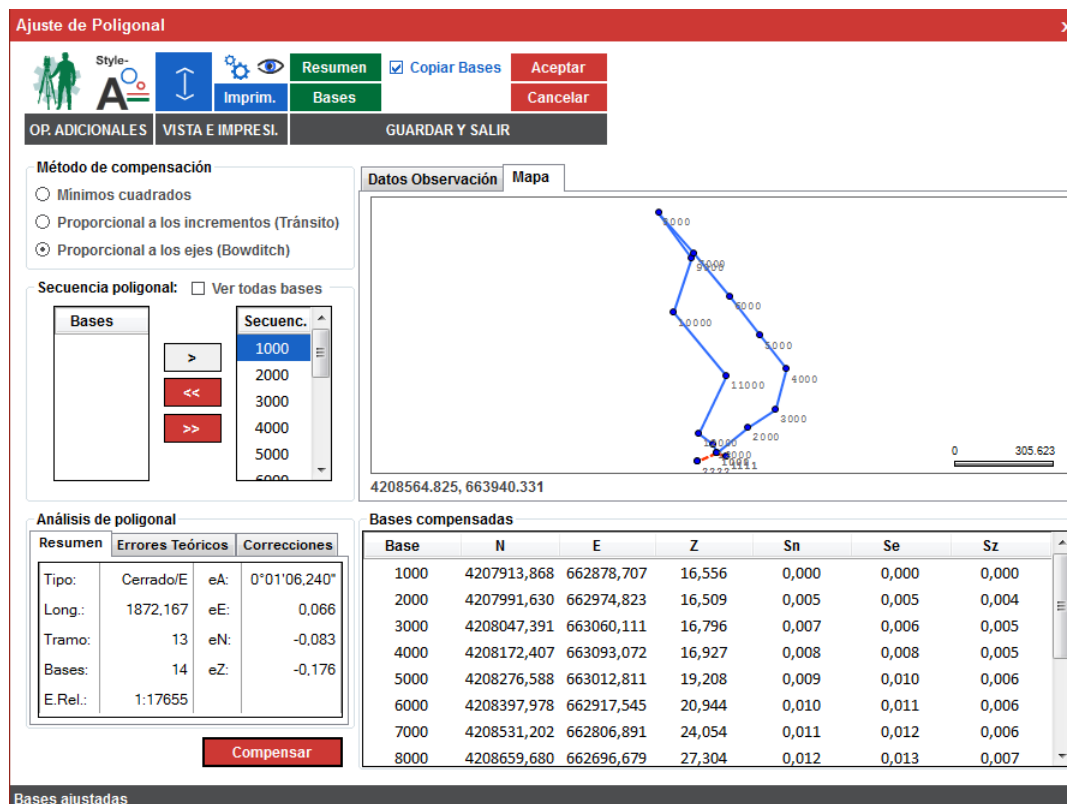 Ajuste de Poligonal
x
Style-
A
Resumen
Copiar Bases
Aceptar
Imprim.
Bases
Cancelar
OP. ADICIONALES
VISTA E IMPRESI.
GUARDAR Y SALIR
Método de compensación
Mínimos cuadrados
Proporcional a los incrementos (Tránsito)
Proporcional a los ejes (Bowditch)
Secuencia poligonal:
Ver todas bases
Bases
>
<<
>>
Secuenc.
1000
2000
3000
4000
5000
6000
Datos Observación
Mapa
6000
5000
4000
10000
11000
3000
2000
1111
0 305.623
4208564.825, 663940.331
Análisis de poligonal
Resumen Errores Teóricos Correcciones
Tipo: Cerrado/E eA: 0°01'06,240"
Long.: 1872,167 eE: 0,066
Tramo: 13 eN: -0,083
Bases: 14 eZ: -0,176
E.Rel.: 1:17655
Compensar
Bases compensadas
Base N E Z Sn Se Sz
1000 4207913,868 662878,707 16,556 0,000 0,000 0,000
2000 4207991,630 662974,823 16,509 0,005 0,005 0,004
3000 4208047,391 663060,111 16,796 0,007 0,006 0,005
4000 4208172,407 663093,072 16,927 0,008 0,008 0,005
5000 4208276,588 663012,811 19,208 0,009 0,010 0,006
6000 4208397,978 662917,545 20,944 0,010 0,011 0,006
7000 4208531,202 662806,891 24,054 0,011 0,012 0,006
8000 4208659,680 662696,679 27,304 0,012 0,013 0,007
Bases ajustadas